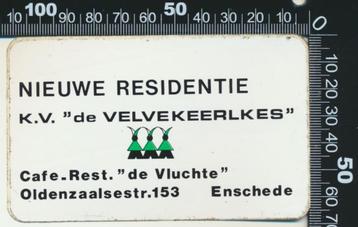 10 100 90 80 70 60 50 40 30 20 10 0
NIEUWE RESIDENTIE
K.V. "de VELVEKEERLKES"
Cafe-Rest. "de Vluchte"
Oldenzaalsestr.153 Enschede
10 20 30 40 50 60 70